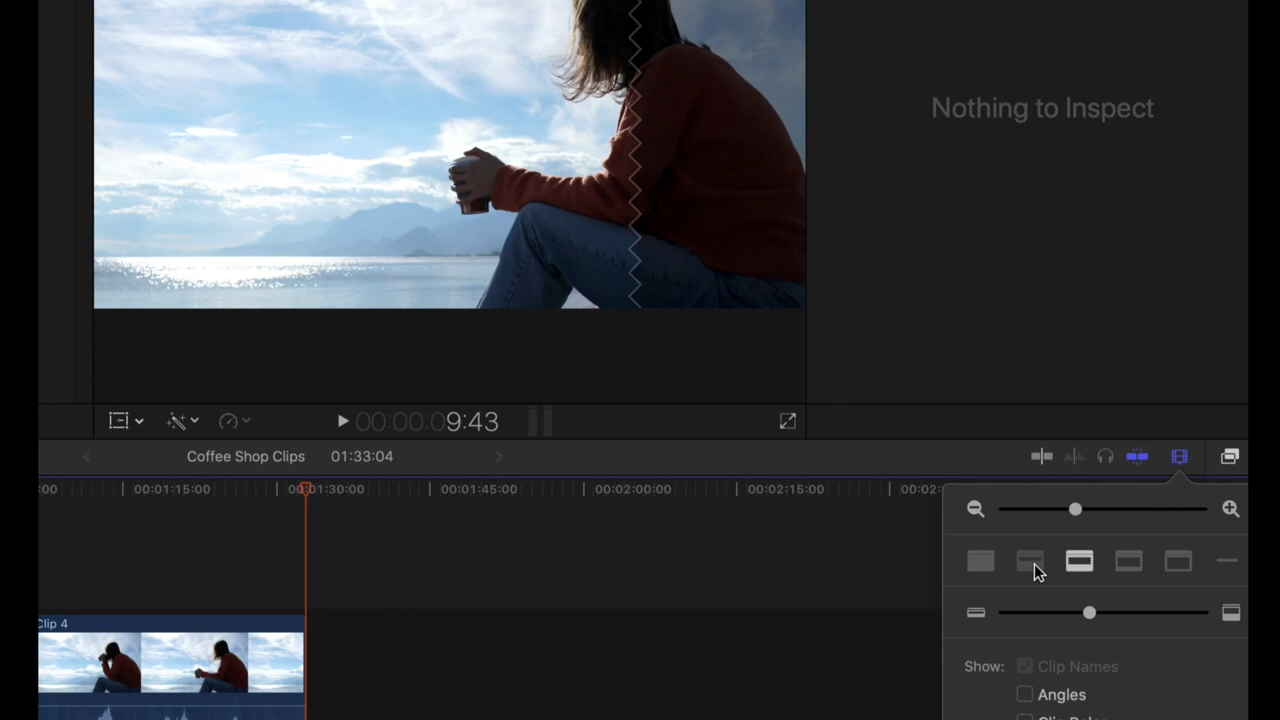 Nothing to Inspect
00:00:09:43
Coffee Shop Clips 01:33:04
:00 00:01:15:00 00:01:30:00 00:01:45:00 00:02:00:00 00:02:15:00 00:02:
Clip 4
Show: Clip Names
Angles